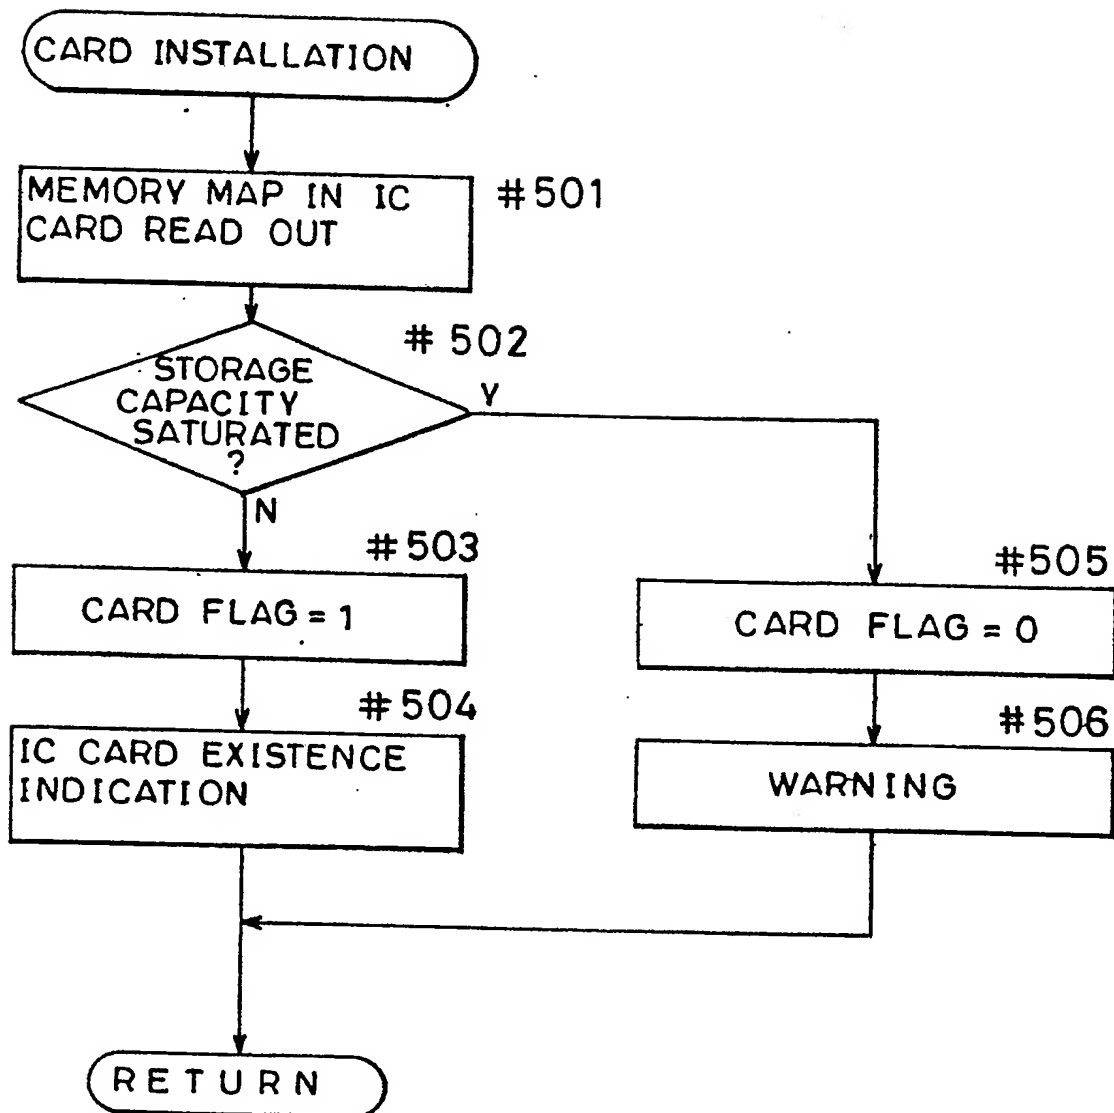 CARD INSTALLATION
MEMORY MAP IN IC
CARD READ OUT
#501
#502
STORAGE
CAPACITY
SATURATED
?
Y
N
#503
CARD FLAG = 1
#504
IC CARD EXISTENCE
INDICATION
#505
CARD FLAG = 0
#506
WARNING
RETURN